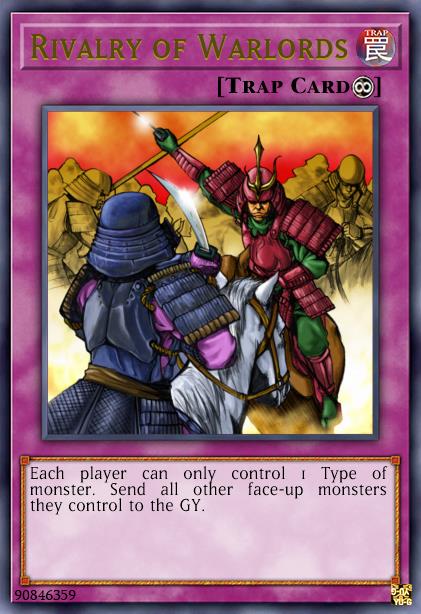 Rivalry of Warlords
TRAP
罠
[Trap Card]
Each player can only control 1 Type of
monster. Send all other face-up monsters
they control to the GY.
90846359